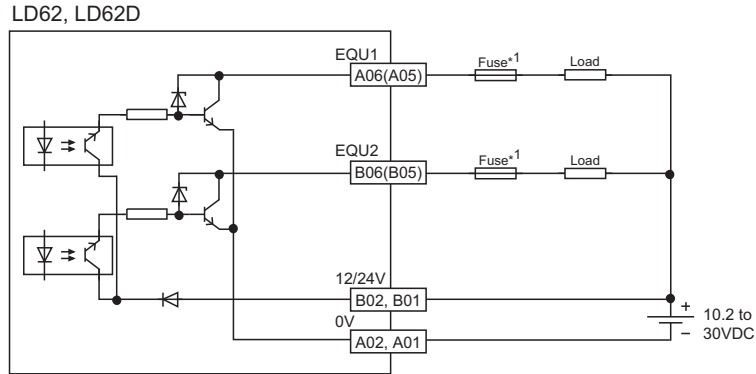 LD62, LD62D
EQU1
A06(A05)
Fuse*1
Load
EQU2
B06(B05)
Fuse*1
Load
12/24V
B02, B01
0V
A02, A01
+
10.2 to
−
30VDC